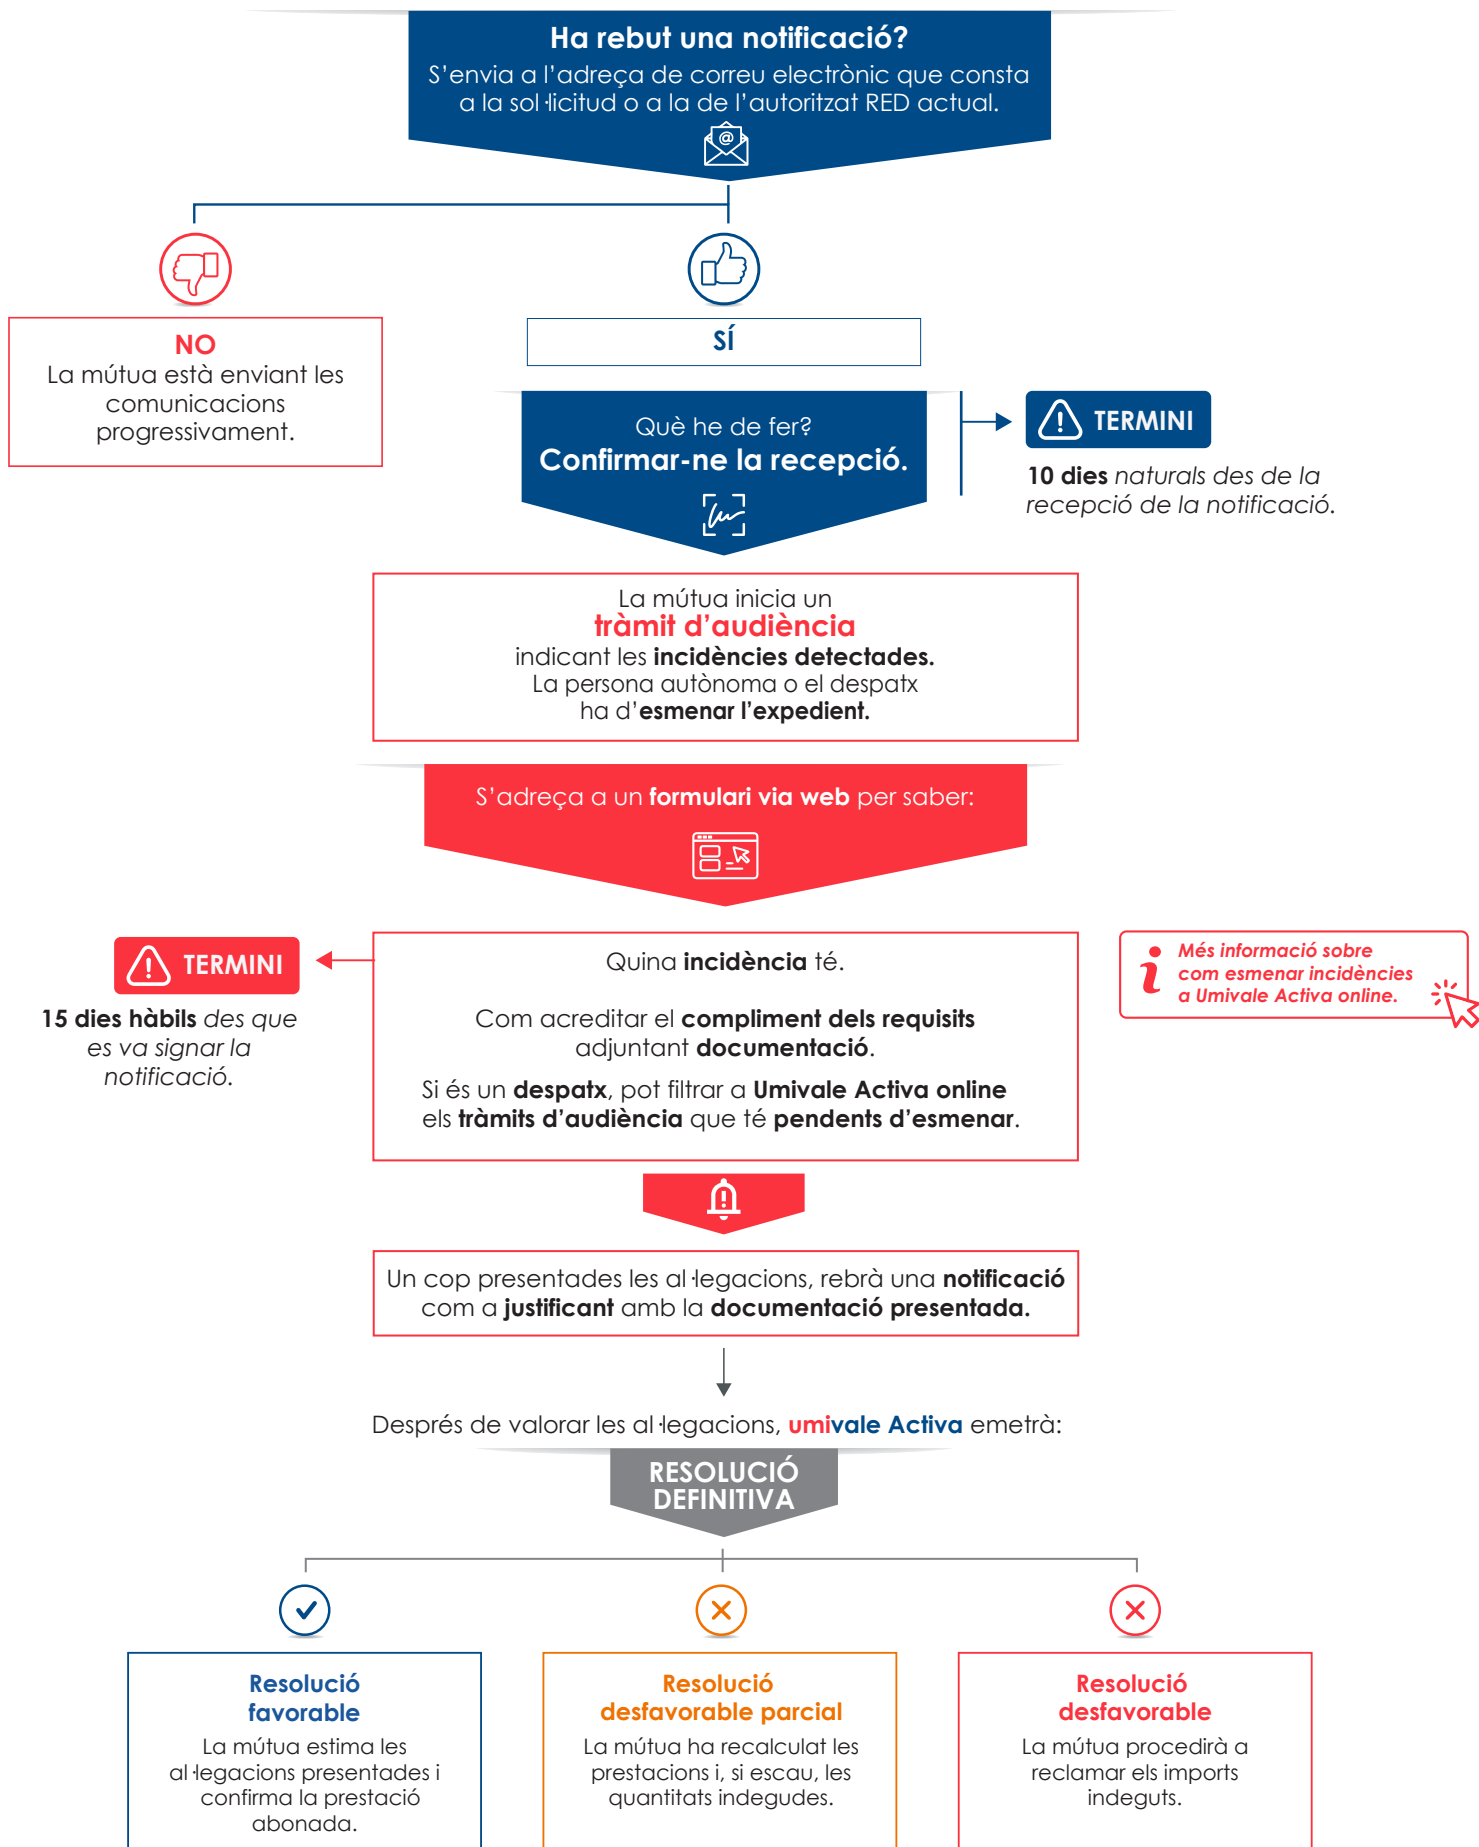 Ha rebut una notificació?
S'envia a l'adreça de correu electrònic que consta
a la sol·licitud o a la de l'autoritzat RED actual.
NO
La mútua està enviant les
comunicacions
progressivament.
SÍ
Què he de fer?
Confirmar-ne la recepció.
TERMINI
10 dies naturals des de la
recepció de la notificació.
La mútua inicia un
tràmit d'audiència
indicant les incidències detectades.
La persona autònoma o el despatx
ha d'esmenar l'expedient.
S'adreça a un formulari via web per saber:
TERMINI
15 dies hàbils des que
es va signar la
notificació.
Quina incidència té.
Com acreditar el compliment dels requisits
adjuntant documentació.
Si és un despatx, pot filtrar a Umivale Activa online
els tràmits d'audiència que té pendents d'esmenar.
Més informació sobre
com esmenar incidències
a Umivale Activa online.
Un cop presentades les al·legacions, rebrà una notificació
com a justificant amb la documentació presentada.
Després de valorar les al·legacions, umivale Activa emetrà:
RESOLUCIÓ
DEFINITIVA
Resolució
favorable
La mútua estima les
al·legacions presentades i
confirma la prestació
abonada.
Resolució
desfavorable parcial
La mútua ha recalculat les
prestacions i, si escau, les
quantitats indegudes.
Resolució
desfavorable
La mútua procedirà a
reclamar els imports
indeguts.